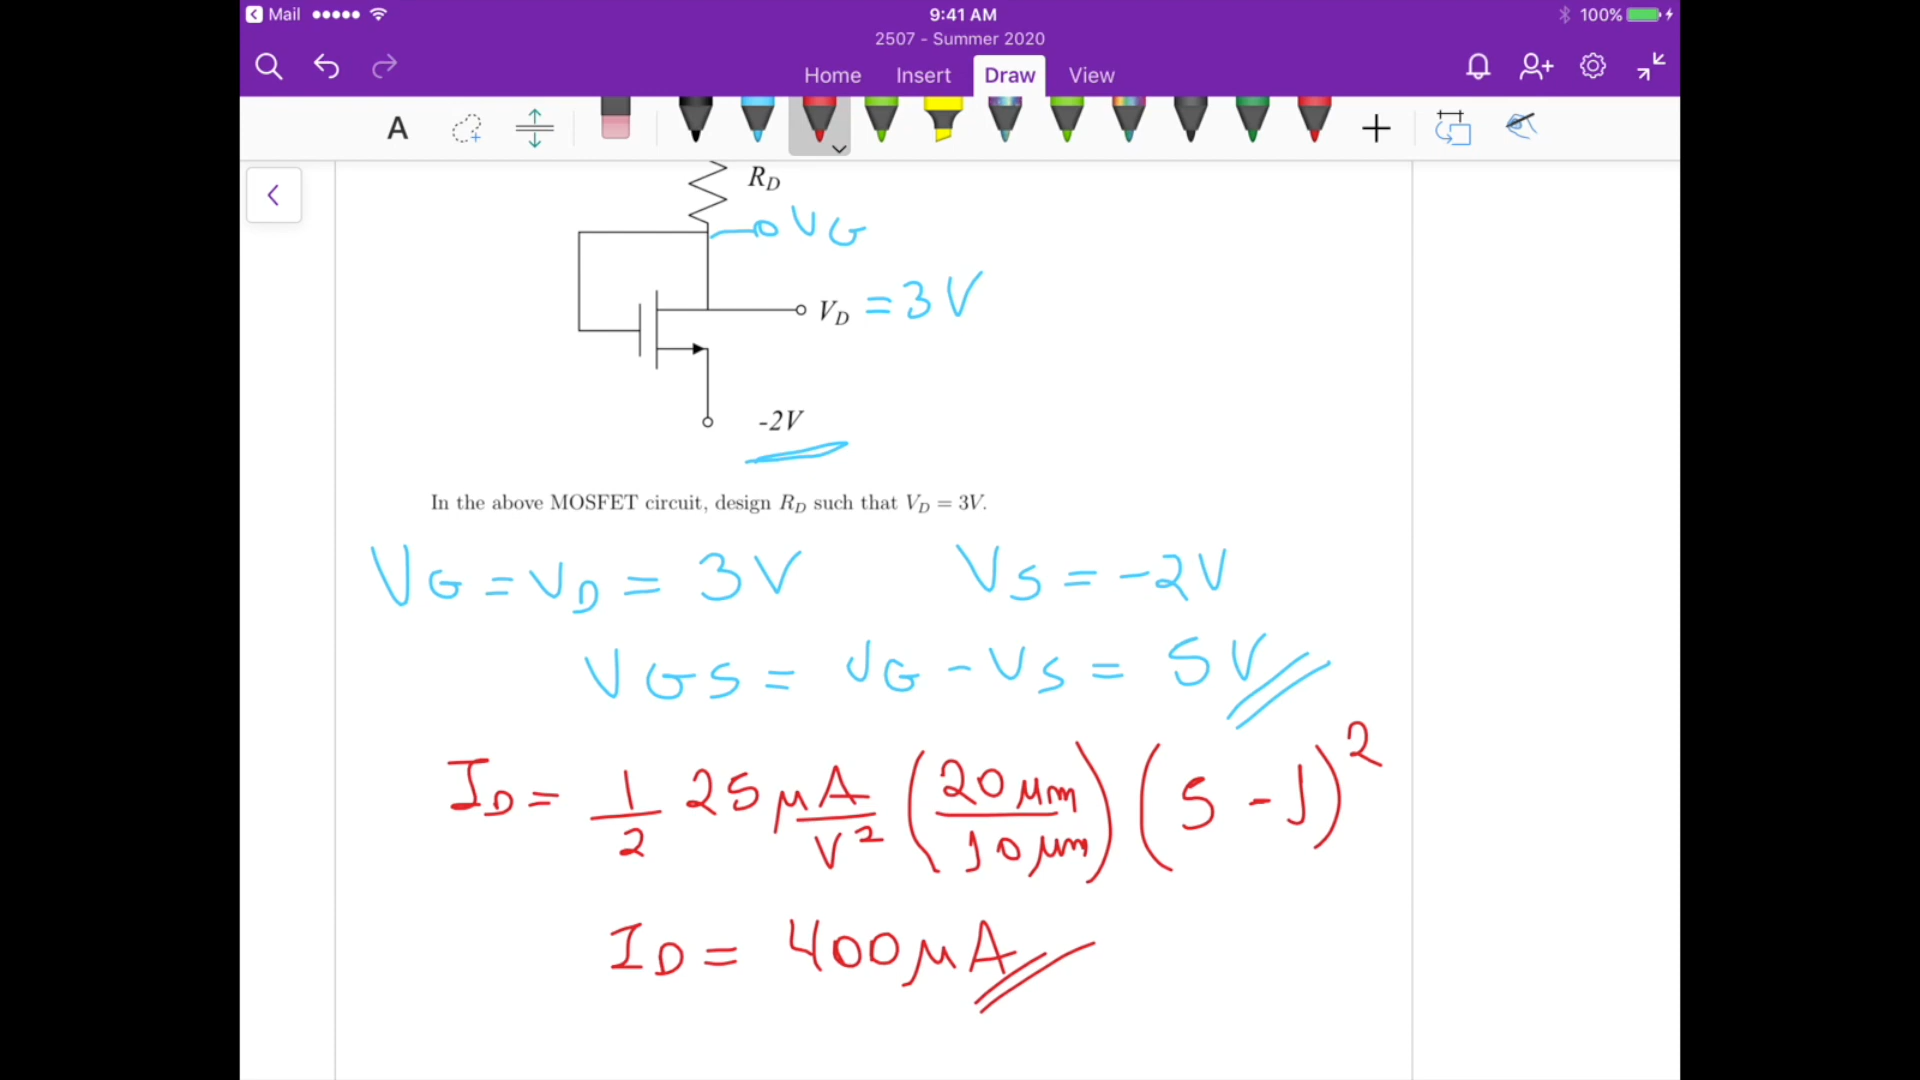 Mail 9:41 AM 100%
2507 - Summer 2020
Home Insert Draw View
A
R_D
V_G
V_D = 3V
-2V
In the above MOSFET circuit, design R_D such that V_D = 3V.
V_G = V_D = 3V V_S = -2V
V_GS = V_G - V_S = 5V
I_D = 1/2 25 μA/V² (20 μm / 10 μm) (5 - 1)²
I_D = 400 μA